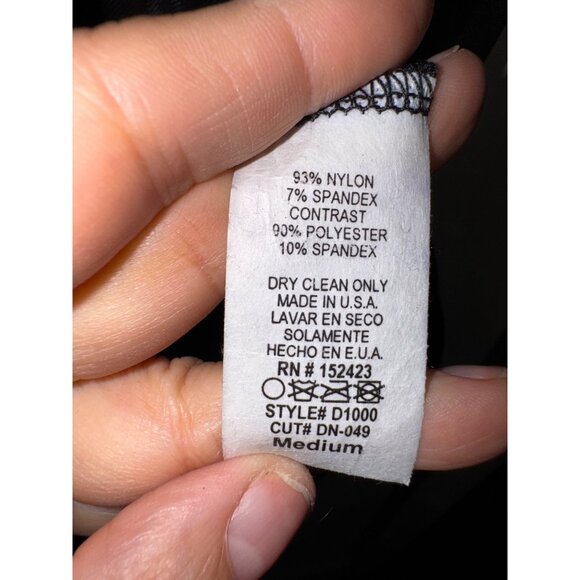 93% NYLON
7% SPANDEX
CONTRAST
90% POLYESTER
10% SPANDEX
DRY CLEAN ONLY
MADE IN U.S.A.
LAVAR EN SECO
SOLAMENTE
HECHO EN E.U.A.
RN # 152423
STYLE# D1000
CUT# DN-049
Medium